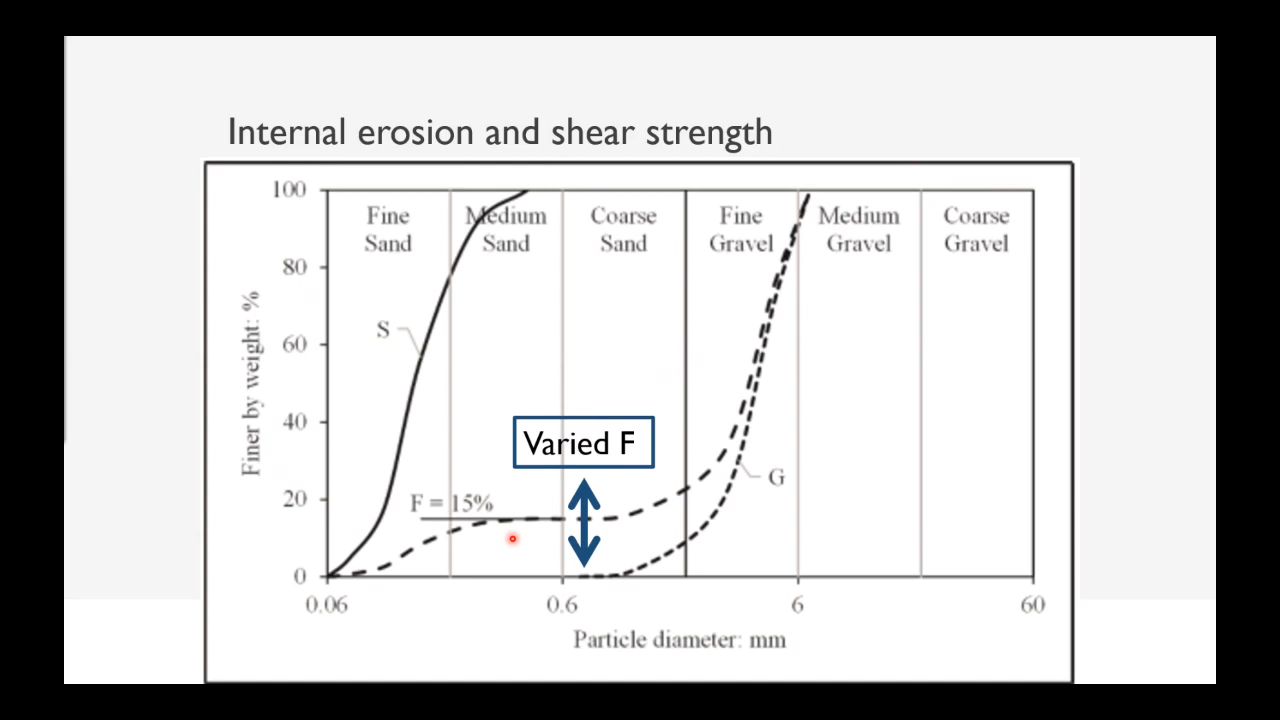 Internal erosion and shear strength
100
80
60
40
20
0
Finer by weight: %
Fine
Sand
Medium
Sand
Coarse
Sand
Fine
Gravel
Medium
Gravel
Coarse
Gravel
S
Varied F
F = 15%
G
0.06
0.6
6
60
Particle diameter: mm